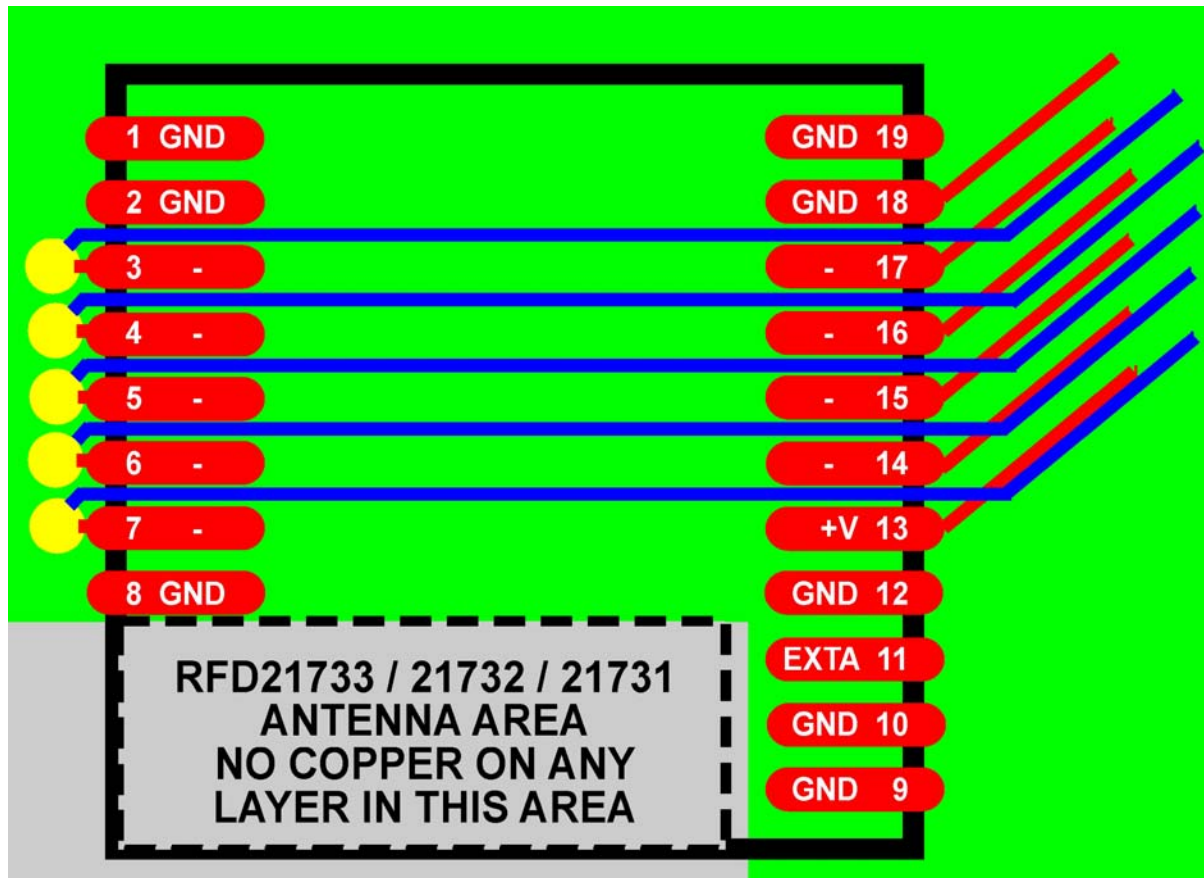 1 GND GND 19
2 GND GND 18
3 - - 17
4 - - 16
5 - - 15
6 - - 14
7 - +V 13
8 GND GND 12
EXTA 11
GND 10
GND 9
RFD21733 / 21732 / 21731
ANTENNA AREA
NO COPPER ON ANY
LAYER IN THIS AREA